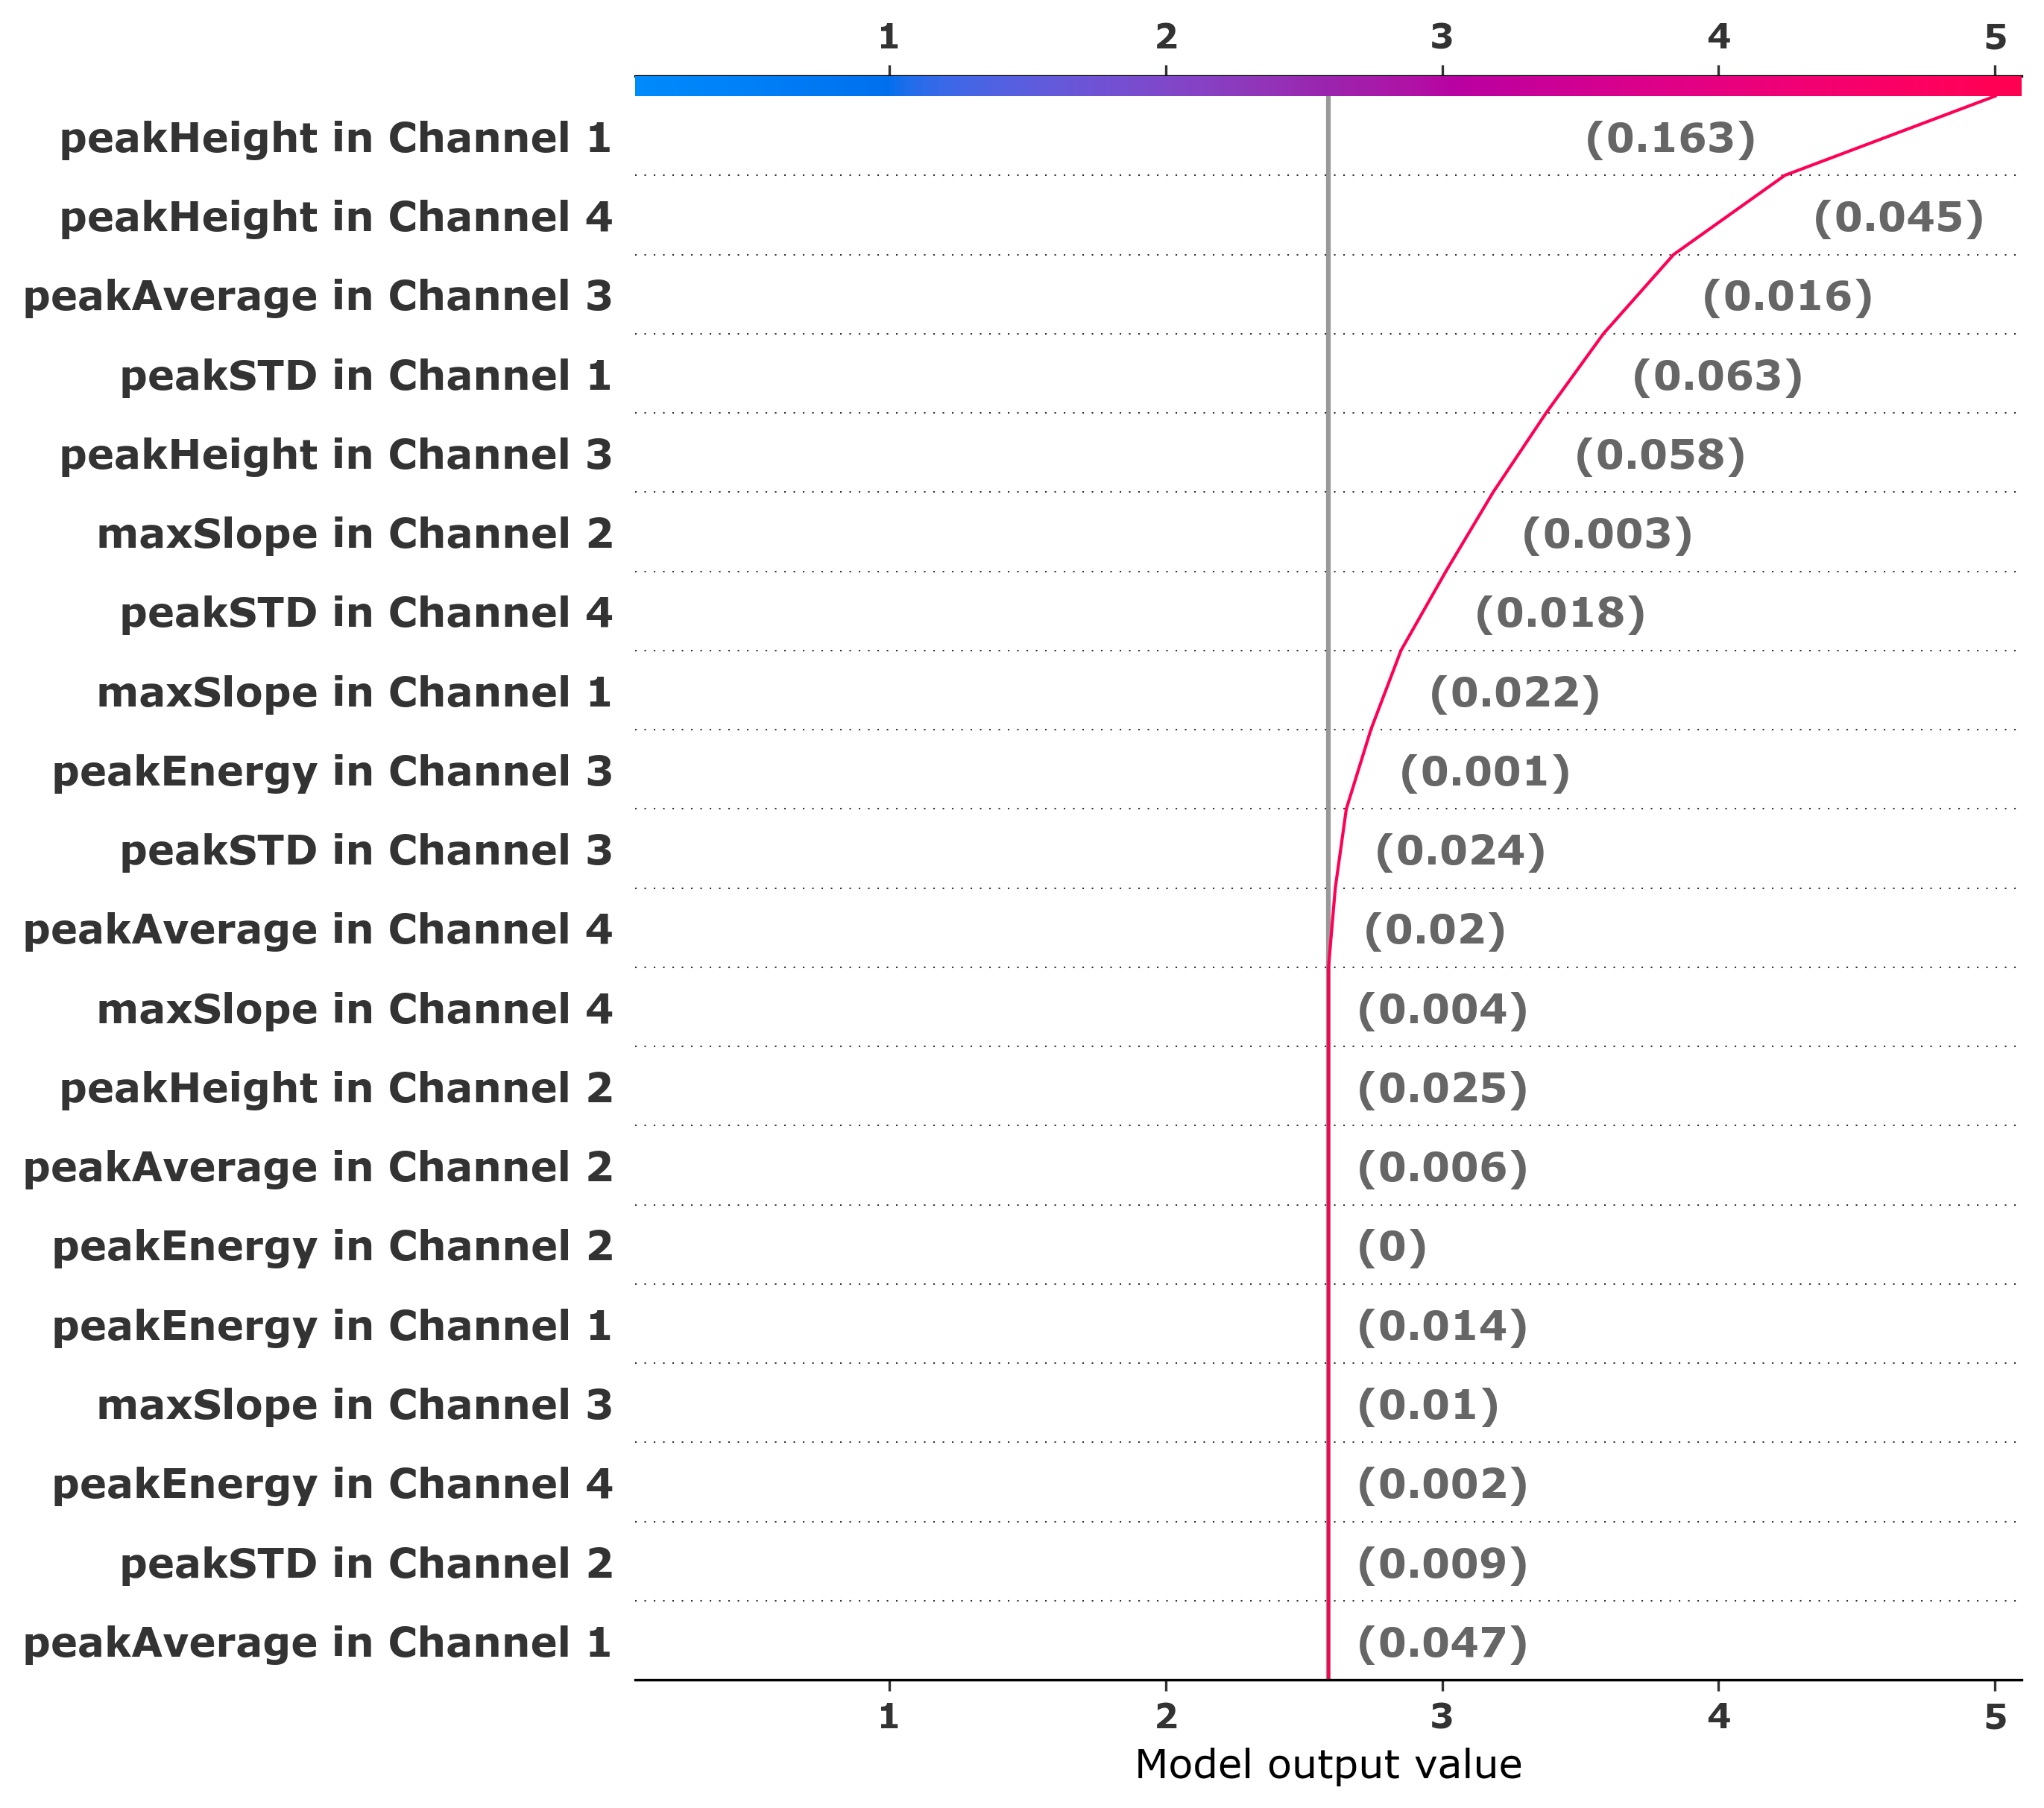 1 2 3 4 5
peakHeight in Channel 1 (0.163)
peakHeight in Channel 4 (0.045)
peakAverage in Channel 3 (0.016)
peakSTD in Channel 1 (0.063)
peakHeight in Channel 3 (0.058)
maxSlope in Channel 2 (0.003)
peakSTD in Channel 4 (0.018)
maxSlope in Channel 1 (0.022)
peakEnergy in Channel 3 (0.001)
peakSTD in Channel 3 (0.024)
peakAverage in Channel 4 (0.02)
maxSlope in Channel 4 (0.004)
peakHeight in Channel 2 (0.025)
peakAverage in Channel 2 (0.006)
peakEnergy in Channel 2 (0)
peakEnergy in Channel 1 (0.014)
maxSlope in Channel 3 (0.01)
peakEnergy in Channel 4 (0.002)
peakSTD in Channel 2 (0.009)
peakAverage in Channel 1 (0.047)
1 2 3 4 5
Model output value